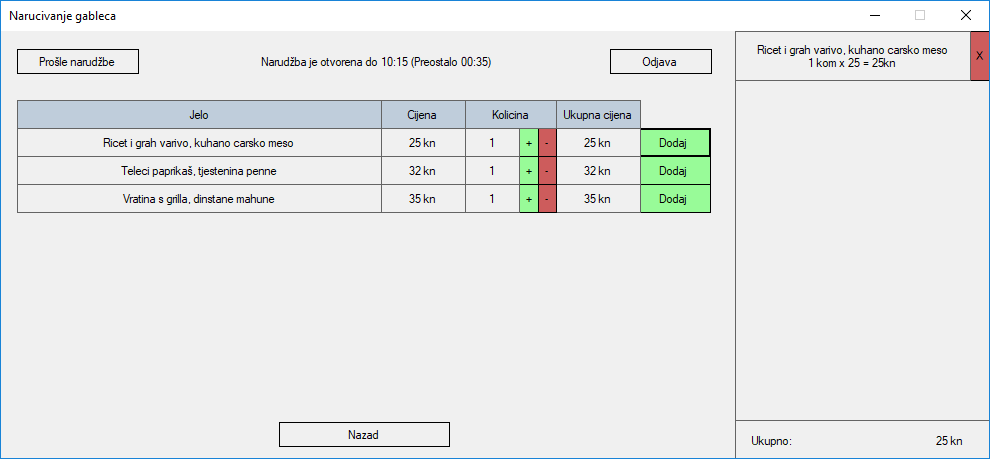 Narucivanje gableca
Prošle narudžbe
Narudžba je otvorena do 10:15 (Preostalo 00:35)
Odjava
Jelo Cijena Kolicina Ukupna cijena
Ricet i grah varivo, kuhano carsko meso 25 kn 1 + - 25 kn Dodaj
Teleci paprikaš, tjestenina penne 32 kn 1 + - 32 kn Dodaj
Vratina s grilla, dinstane mahune 35 kn 1 + - 35 kn Dodaj
Nazad
Ricet i grah varivo, kuhano carsko meso
1 kom x 25 = 25kn
X
Ukupno: 25 kn